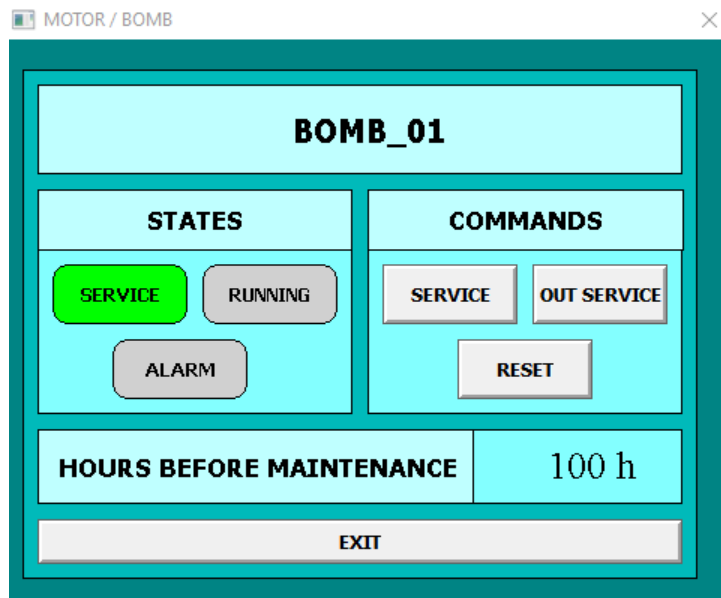 MOTOR / BOMB
BOMB_01
STATES
SERVICE RUNNING
ALARM
COMMANDS
SERVICE OUT SERVICE
RESET
HOURS BEFORE MAINTENANCE 100 h
EXIT